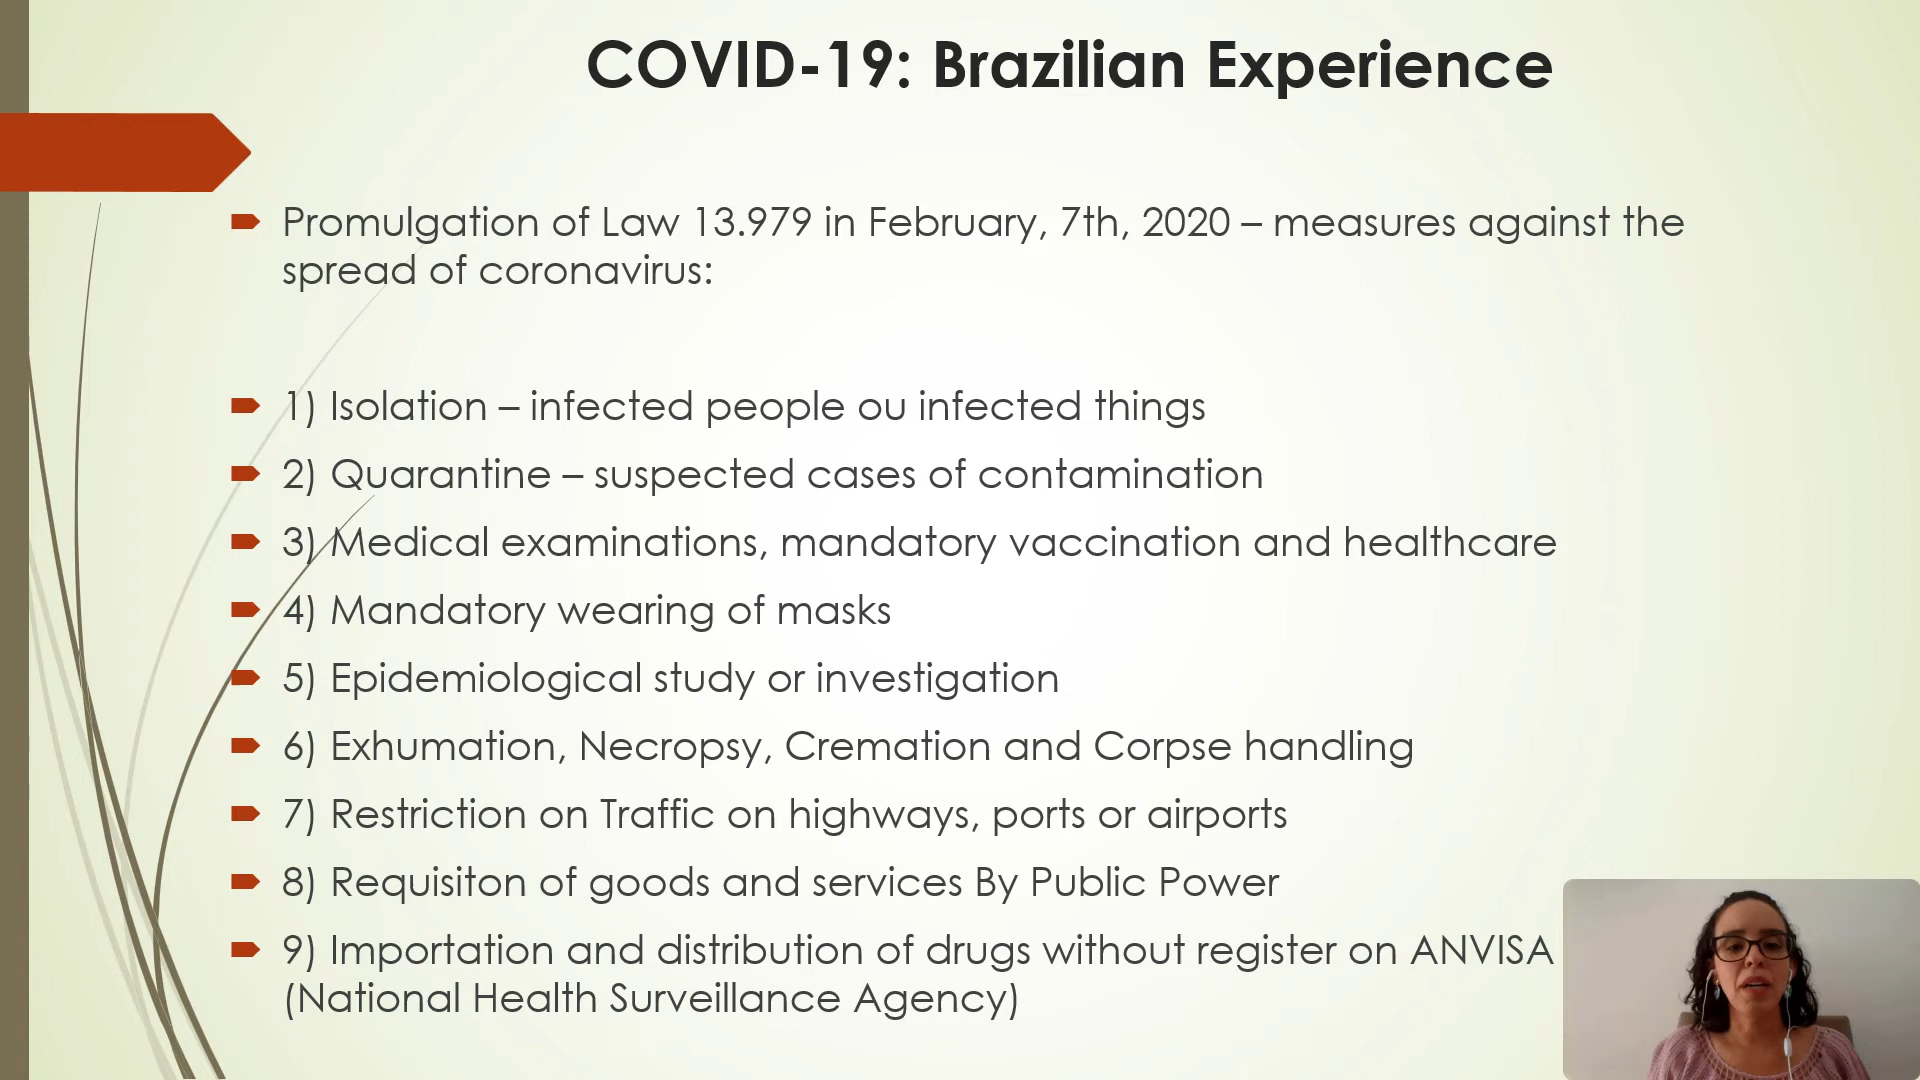 COVID-19: Brazilian Experience
Promulgation of Law 13.979 in February, 7th, 2020 – measures against the
spread of coronavirus:
1) Isolation – infected people ou infected things
2) Quarantine – suspected cases of contamination
3) Medical examinations, mandatory vaccination and healthcare
4) Mandatory wearing of masks
5) Epidemiological study or investigation
6) Exhumation, Necropsy, Cremation and Corpse handling
7) Restriction on Traffic on highways, ports or airports
8) Requisiton of goods and services By Public Power
9) Importation and distribution of drugs without register on ANVISA
(National Health Surveillance Agency)